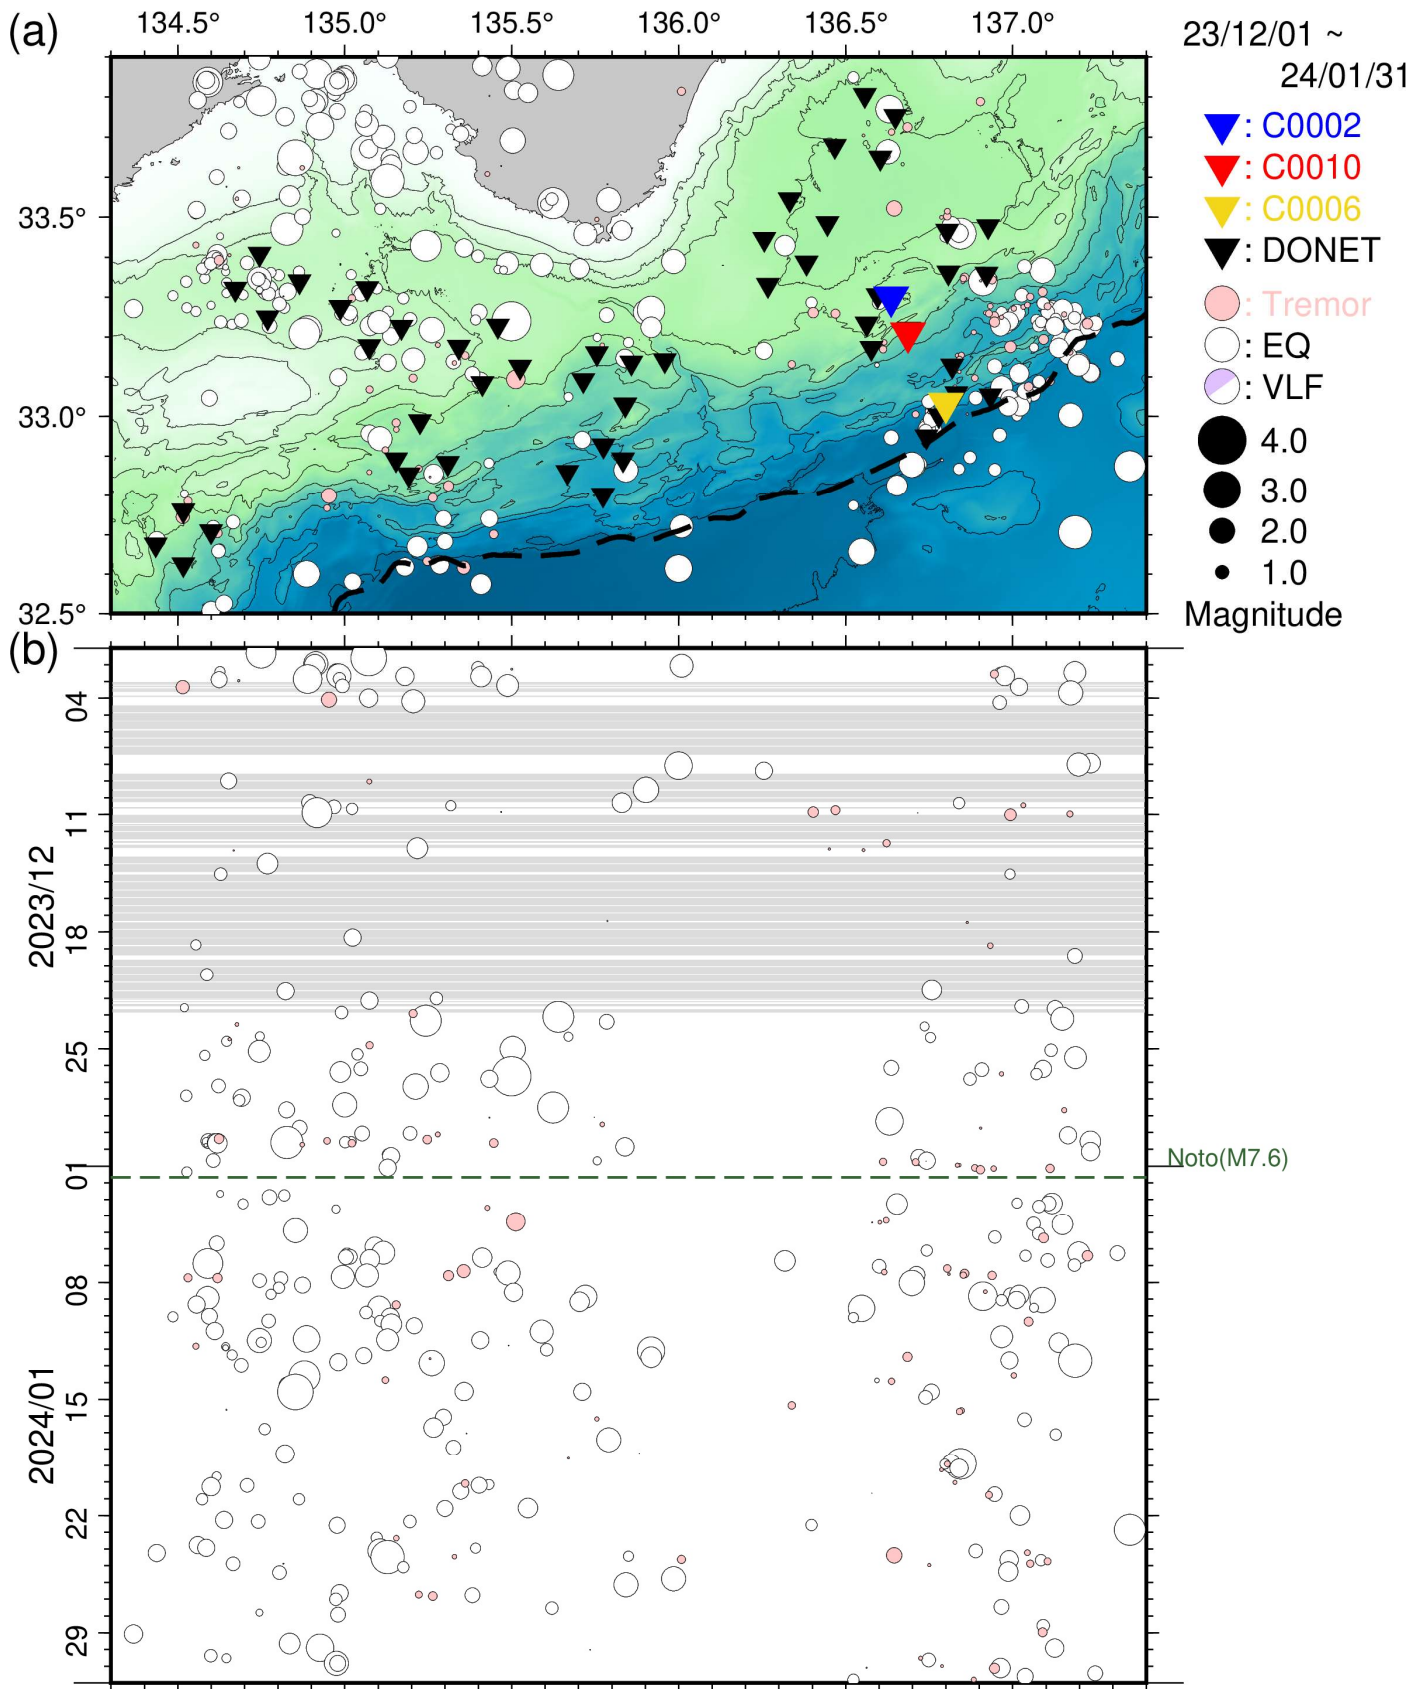 (a)
134.5° 135.0° 135.5° 136.0° 136.5° 137.0°
33.5°
33.0°
32.5°
23/12/01 ~
24/01/31
: C0002
: C0010
: C0006
: DONET
: Tremor
: EQ
: VLF
4.0
3.0
2.0
1.0
Magnitude
(b)
04
11
18
25
01
08
15
22
29
2023/12
2024/01
Noto(M7.6)